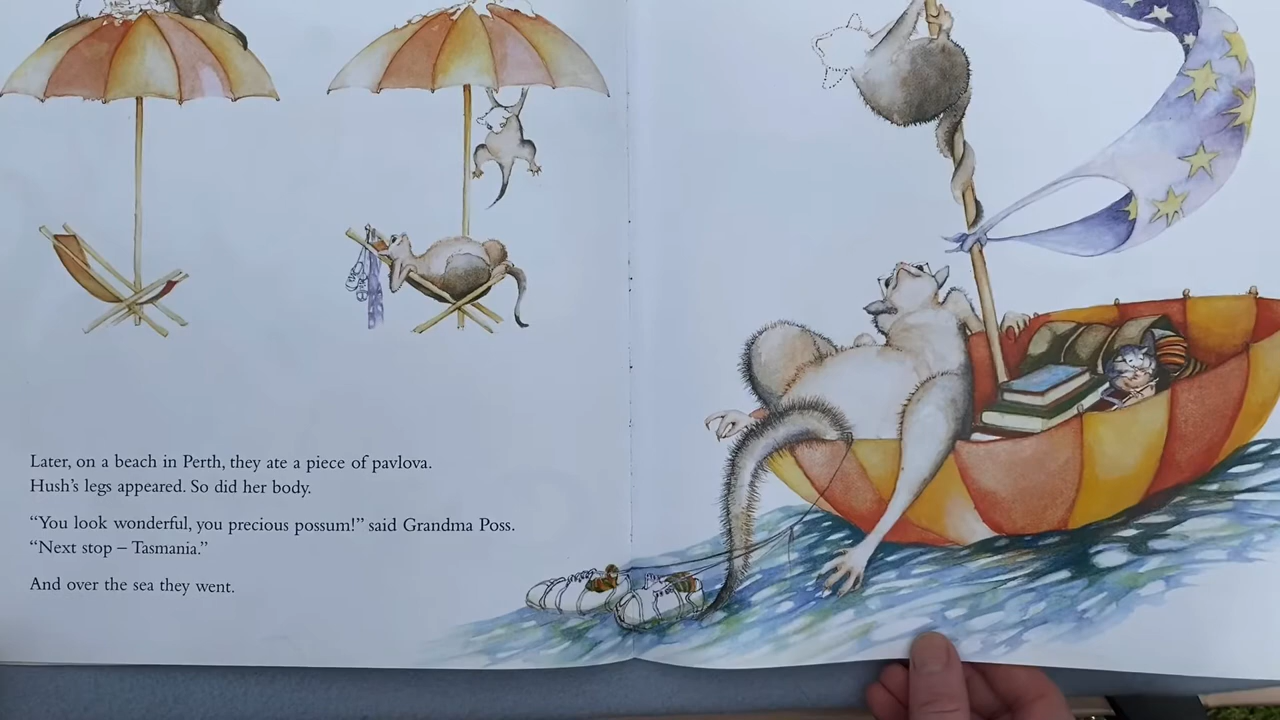 Later, on a beach in Perth, they ate a piece of pavlova.
Hush's legs appeared. So did her body.
“You look wonderful, you precious possum!” said Grandma Poss.
“Next stop – Tasmania.”
And over the sea they went.